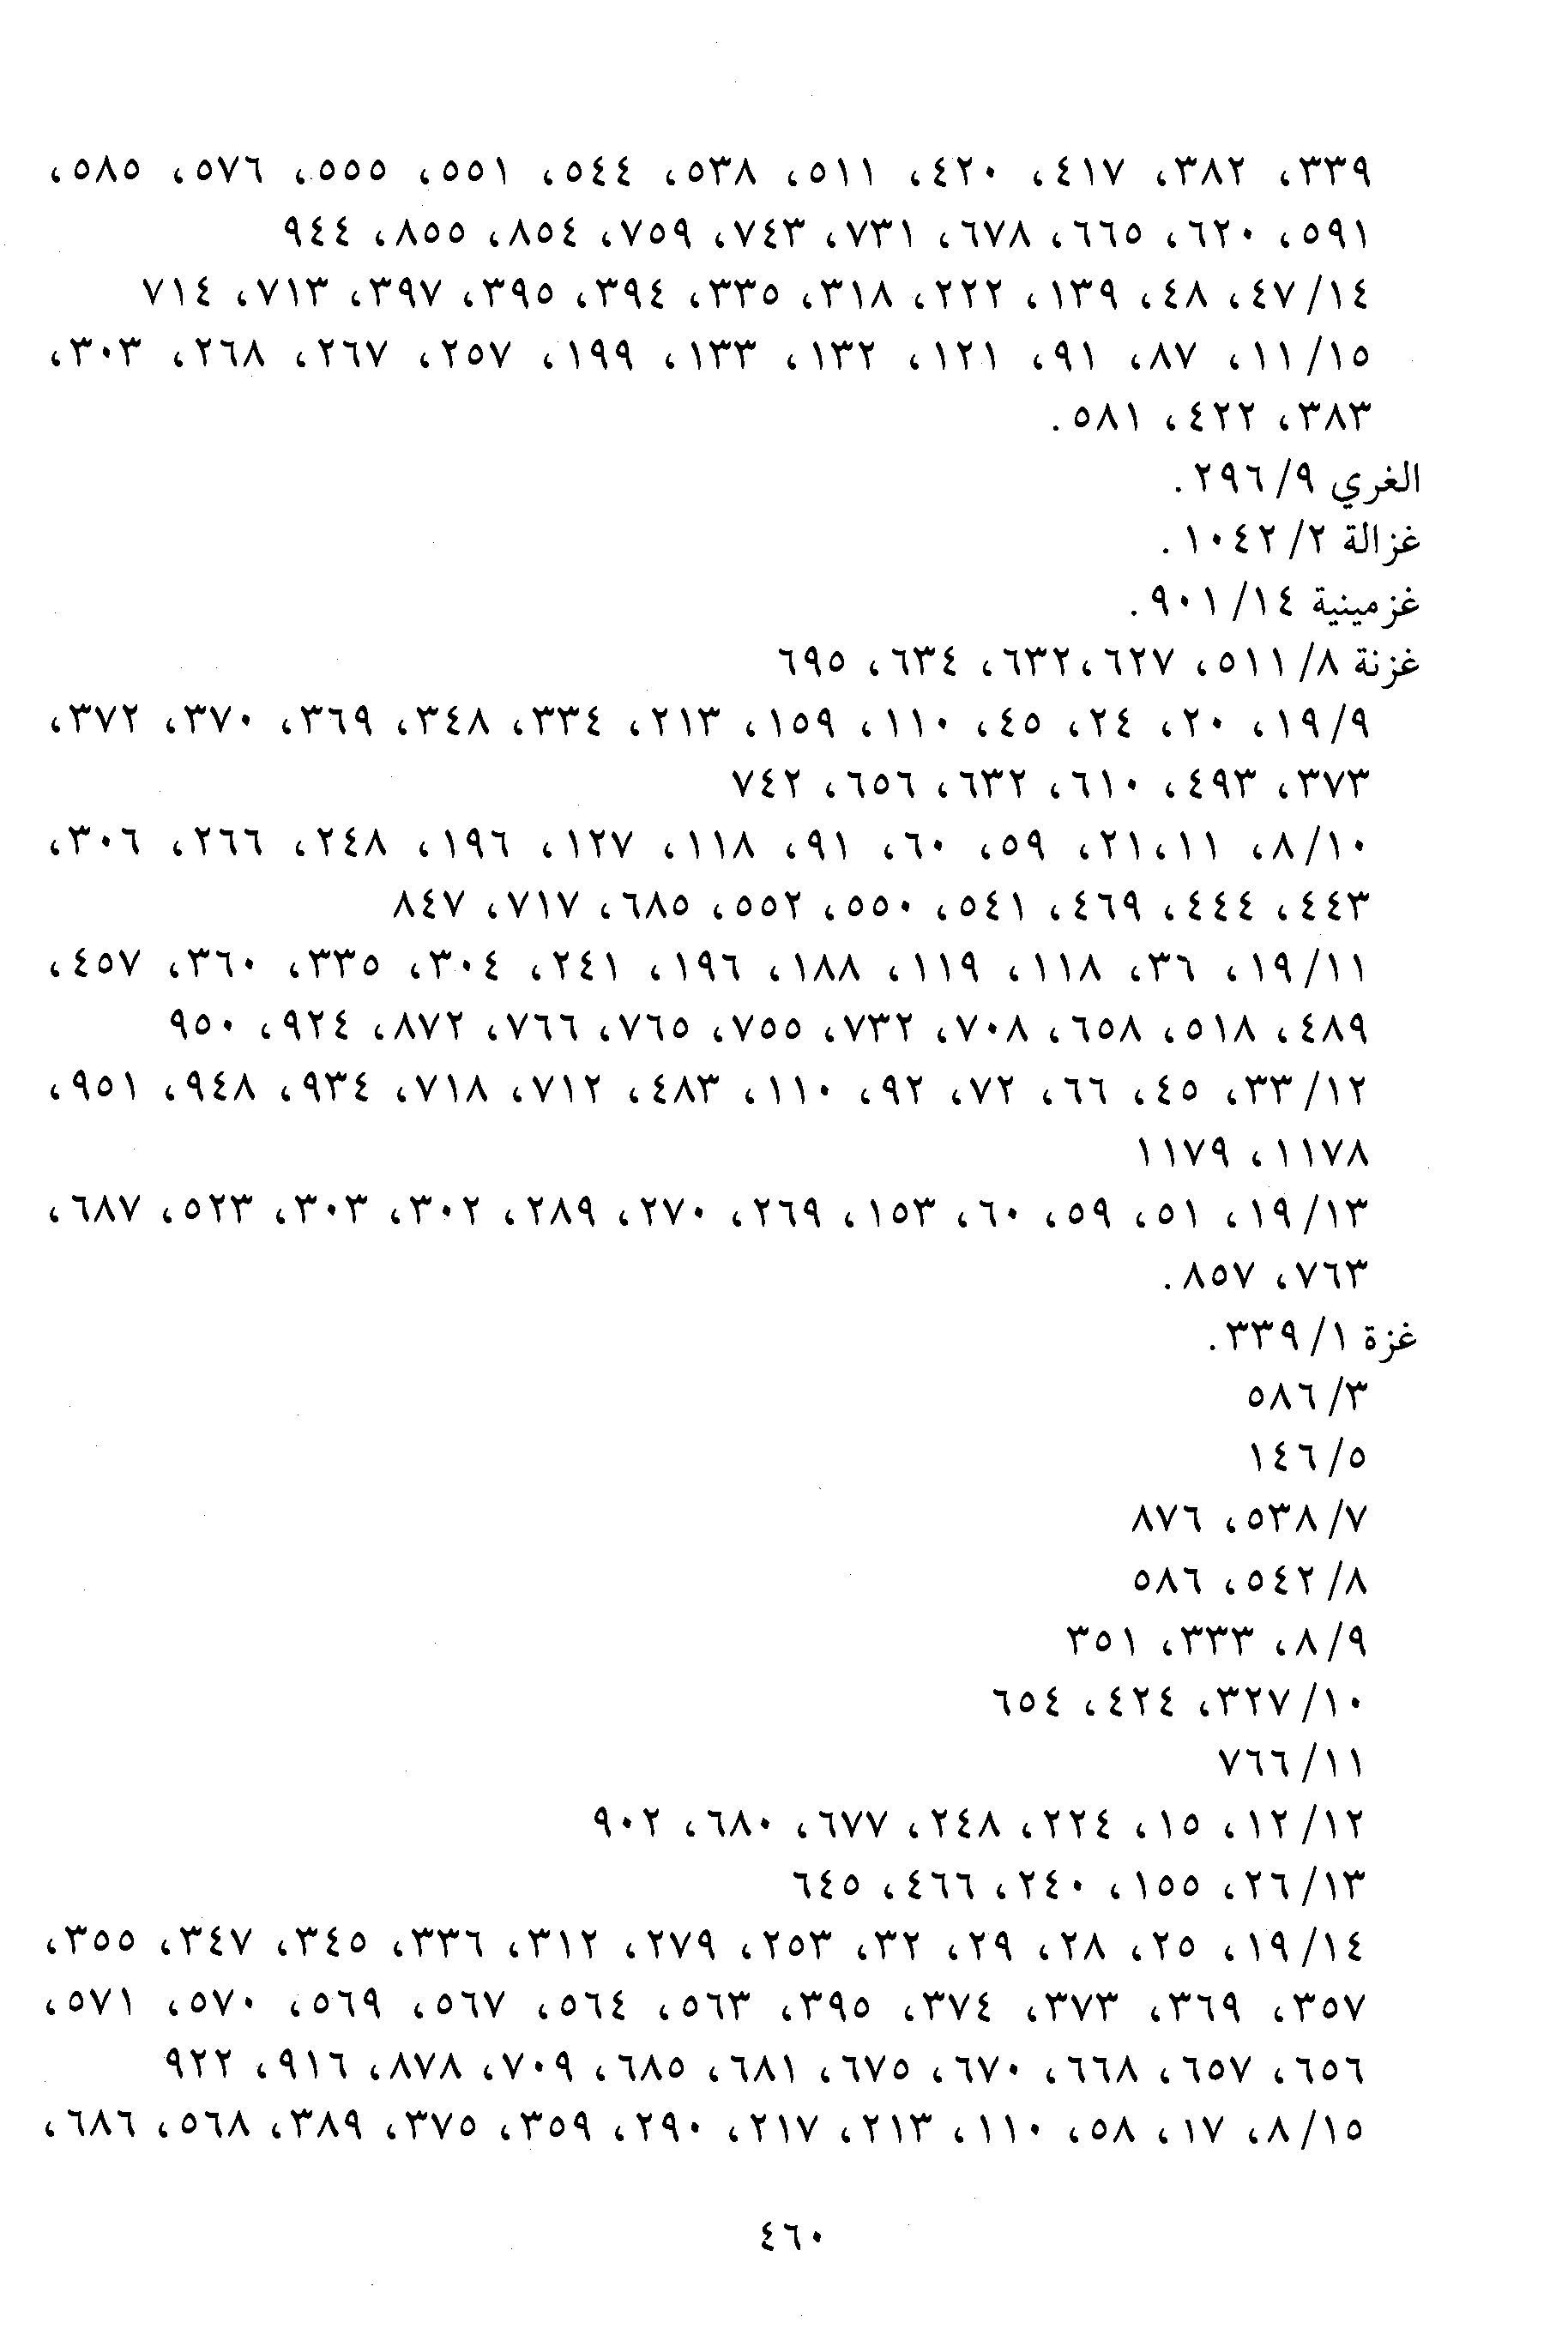 ٣٣٩، ٣٨٢، ٤١٧، ٤٢٠، ٥١١، ٥٣٨، ٥٤٤، ٥٥١، ٥٥٥، ٥٧٦، ٥٨٥،
٥٩١، ٦٢٠، ٦٦٥، ٦٧٨، ٧٣١، ٧٤٣، ٧٥٩، ٨٥٤، ٨٥٥، ٩٤٤
١٤/ ٤٧، ٤٨، ١٣٩، ٢٢٢، ٣١٨، ٣٣٥، ٣٩٤، ٣٩٥، ٣٩٧، ٧١٣، ٧١٤
١٥/ ١١، ٨٧، ٩١، ١٢١، ١٣٢، ١٣٣، ١٩٩، ٢٥٧، ٢٦٧، ٢٦٨، ٣٠٣،
٣٨٣، ٤٢٢، ٥٨١.
الغري ٩/ ٢٩٦.
غزالة ٢/ ١٠٤٢.
غزمينية ١٤/ ٩٠١.
غزنة ٨/ ٥١١، ٦٢٧،٦٣٢، ٦٣٤، ٦٩٥
٩/ ١٩، ٢٠، ٢٤، ٤٥، ١١٠، ١٥٩، ٢١٣، ٣٣٤، ٣٤٨، ٣٦٩، ٣٧٠، ٣٧٢،
٣٧٣، ٤٩٣، ٦١٠، ٦٣٢، ٦٥٦، ٧٤٢
١٠/ ٨، ٢١،١١، ٥٩، ٦٠، ٩١، ١١٨، ١٢٧، ١٩٦، ٢٤٨، ٢٦٦، ٣٠٦،
٤٤٣، ٤٤٤، ٤٦٩، ٥٤١، ٥٥٠، ٥٥٢، ٦٨٥، ٧١٧، ٨٤٧
١١/ ١٩، ٣٦، ١١٨، ١١٩، ١٨٨، ١٩٦، ٢٤١، ٣٠٤، ٣٣٥، ٣٦٠، ٤٥٧،
٤٨٩، ٥١٨، ٦٥٨، ٧٠٨، ٧٣٢، ٧٥٥، ٧٦٥، ٧٦٦، ٨٧٢، ٩٢٤، ٩٥٠
١٢/ ٣٣، ٤٥، ٦٦، ٧٢، ٩٢، ١١٠، ٤٨٣، ٧١٢، ٧١٨، ٩٣٤، ٩٤٨، ٩٥١،
١١٧٨، ١١٧٩
١٣/ ١٩، ٥١، ٥٩، ٦٠، ١٥٣، ٢٦٩، ٢٧٠، ٢٨٩، ٣٠٢، ٣٠٣، ٥٢٣، ٦٨٧،
٧٦٣، ٨٥٧.
غزة ١/ ٣٣٩.
٣/ ٥٨٦
٥/ ١٤٦
٧/ ٥٣٨، ٨٧٦
٨/ ٥٤٢، ٥٨٦
٩/ ٨، ٣٣٣، ٣٥١
١٠/ ٣٢٧، ٤٢٤، ٦٥٤
١١/ ٧٦٦
١٢/ ١٢، ١٥، ٢٢٤، ٢٤٨، ٦٧٧، ٦٨٠، ٩٠٢
١٣/ ٢٦، ١٥٥، ٢٤٠، ٤٦٦، ٦٤٥
١٤/ ١٩، ٢٥، ٢٨، ٢٩، ٣٢، ٢٥٣، ٢٧٩، ٣١٢، ٣٣٦، ٣٤٥، ٣٤٧، ٣٥٥،
٣٥٧، ٣٦٩، ٣٧٣، ٣٧٤، ٣٩٥، ٥٦٣، ٥٦٤، ٥٦٧، ٥٦٩، ٥٧٠، ٥٧١،
٦٥٦، ٦٥٧، ٦٦٨، ٦٧٠، ٦٧٥، ٦٨١، ٦٨٥، ٧٠٩، ٨٧٨، ٩١٦، ٩٢٢
١٥/ ٨، ١٧، ٥٨، ١١٠، ٢١٣، ٢١٧، ٢٩٠، ٣٥٩، ٣٧٥، ٣٨٩، ٥٦٨، ٦٨٦،
٤٦٠